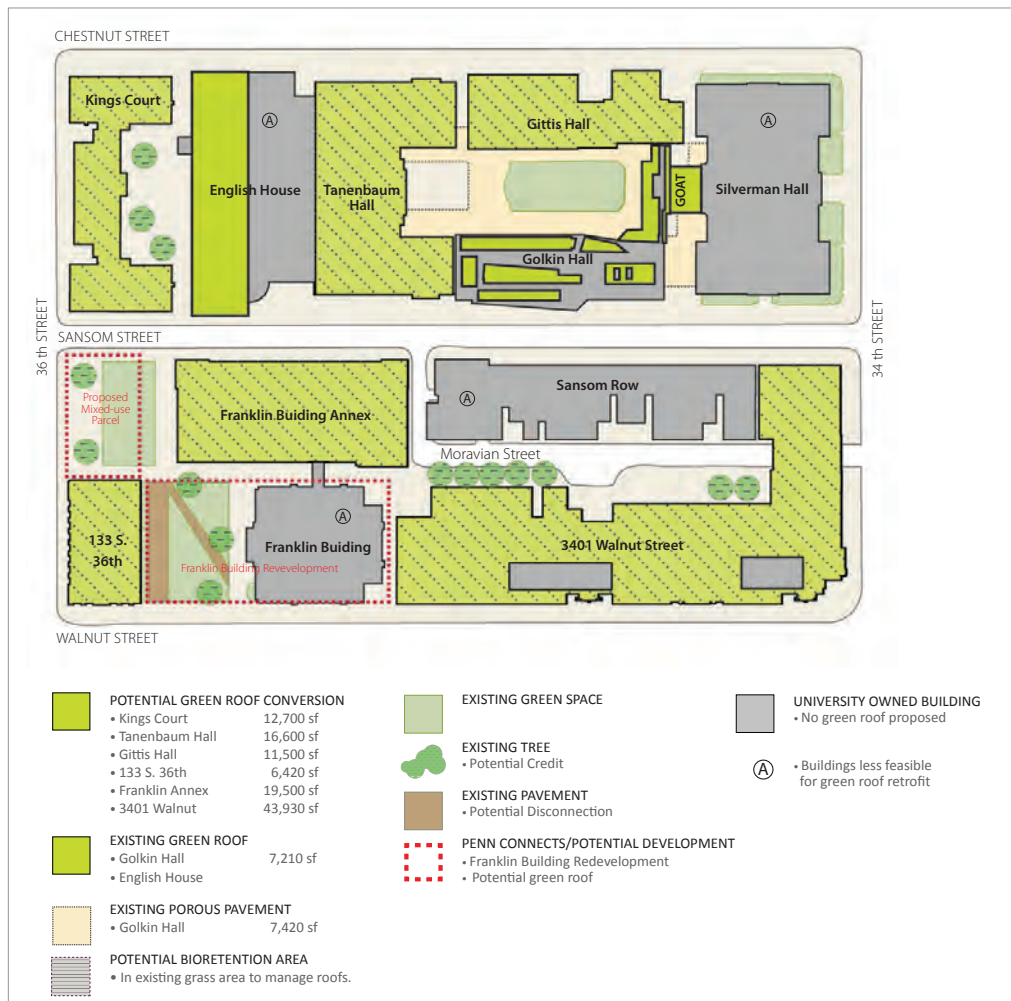 CHESTNUT STREET
Kings Court
A
English House
Tanenbaum
Hall
Gittis Hall
GOAT
A
Silverman Hall
Golkin Hall
36 th STREET
34 th STREET
SANSOM STREET
Proposed
Mixed-use
Parcel
Franklin Buiding Annex
A
Sansom Row
Moravian Street
133 S.
36th
A
Franklin Buiding
Franklin Building Revevelopment
3401 Walnut Street
WALNUT STREET
POTENTIAL GREEN ROOF CONVERSION
• Kings Court 12,700 sf
• Tanenbaum Hall 16,600 sf
• Gittis Hall 11,500 sf
• 133 S. 36th 6,420 sf
• Franklin Annex 19,500 sf
• 3401 Walnut 43,930 sf
EXISTING GREEN ROOF
• Golkin Hall 7,210 sf
• English House
EXISTING POROUS PAVEMENT
• Golkin Hall 7,420 sf
POTENTIAL BIORETENTION AREA
• In existing grass area to manage roofs.
EXISTING GREEN SPACE
EXISTING TREE
• Potential Credit
EXISTING PAVEMENT
• Potential Disconnection
PENN CONNECTS/POTENTIAL DEVELOPMENT
• Franklin Building Redevelopment
• Potential green roof
UNIVERSITY OWNED BUILDING
• No green roof proposed
A • Buildings less feasible
for green roof retrofit